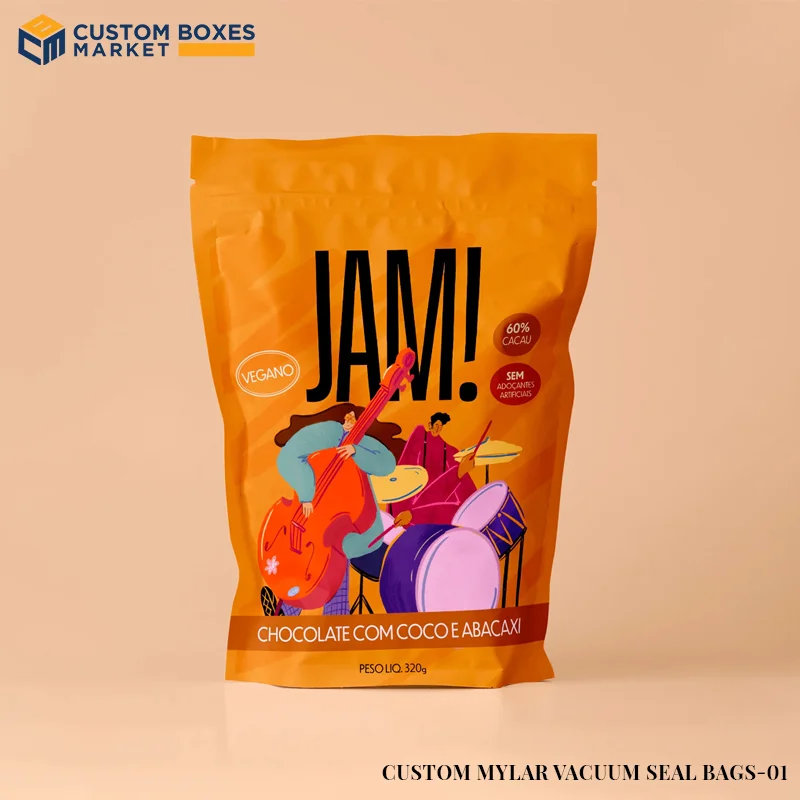 CUSTOM BOXES
MARKET
JAM!
60%
CACAU
VEGANO
SEM
ADOÇANTES
ARTIFICIAIS
CHOCOLATE COM COCO E ABACAXI
PESO LIQ. 320g
CUSTOM MYLAR VACUUM SEAL BAGS-01